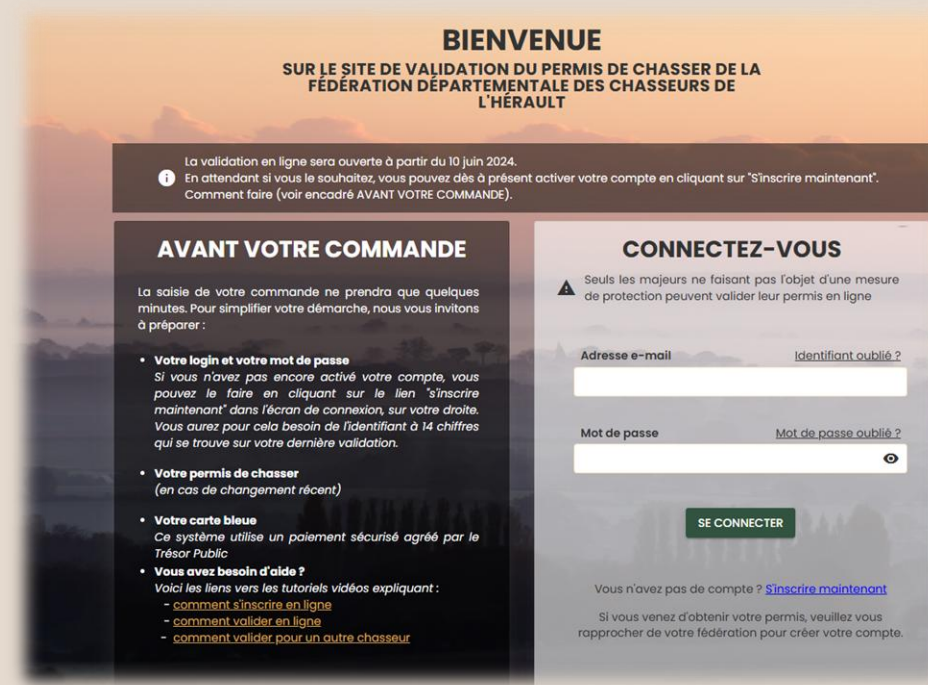 BIENVENUE
SUR LE SITE DE VALIDATION DU PERMIS DE CHASSER DE LA
FÉDÉRATION DÉPARTEMENTALE DES CHASSEURS DE
L'HÉRAULT
La validation en ligne sera ouverte à partir du 10 juin 2024.
En attendant si vous le souhaitez, vous pouvez dès à présent activer votre compte en cliquant sur "S'inscrire maintenant".
Comment faire (voir encadré AVANT VOTRE COMMANDE).
AVANT VOTRE COMMANDE
La saisie de votre commande ne prendra que quelques
minutes. Pour simplifier votre démarche, nous vous invitons
à préparer :
• Votre login et votre mot de passe
Si vous n'avez pas encore activé votre compte, vous
pouvez le faire en cliquant sur le lien "s'inscrire
maintenant" dans l'écran de connexion, sur votre droite.
Vous aurez pour cela besoin de l'identifiant à 14 chiffres
qui se trouve sur votre dernière validation.
• Votre permis de chasser
(en cas de changement récent)
• Votre carte bleue
Ce système utilise un paiement sécurisé agréé par le
Trésor Public
• Vous avez besoin d'aide ?
Voici les liens vers les tutoriels vidéos expliquant :
- comment s'inscrire en ligne
- comment valider en ligne
- comment valider pour un autre chasseur
CONNECTEZ-VOUS
Seuls les majeurs ne faisant pas l'objet d'une mesure
de protection peuvent valider leur permis en ligne
Adresse e-mail Identifiant oublié ?
Mot de passe Mot de passe oublié ?
SE CONNECTER
Vous n'avez pas de compte ? S'inscrire maintenant
Si vous venez d'obtenir votre permis, veuillez vous
rapprocher de votre fédération pour créer votre compte.